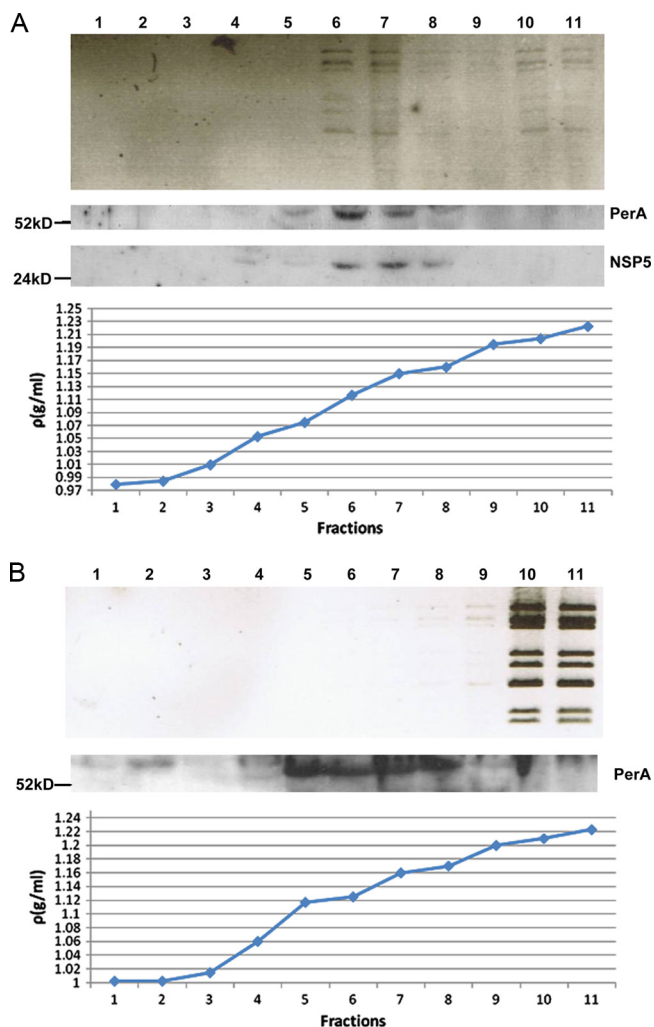 A
1 2 3 4 5 6 7 8 9 10 11
PerA
52kD
NSP5
24kD
1.25
1.23
1.21
1.19
1.17
1.15
1.13
1.11
1.09
1.07
1.05
1.03
1.01
0.99
0.97
ρ(g/ml)
1 2 3 4 5 6 7 8 9 10 11
Fractions
B
1 2 3 4 5 6 7 8 9 10 11
52kD
PerA
1.24
1.22
1.2
1.18
1.16
1.14
1.12
1.1
1.08
1.06
1.04
1.02
1
ρ(g/ml)
1 2 3 4 5 6 7 8 9 10 11
Fractions